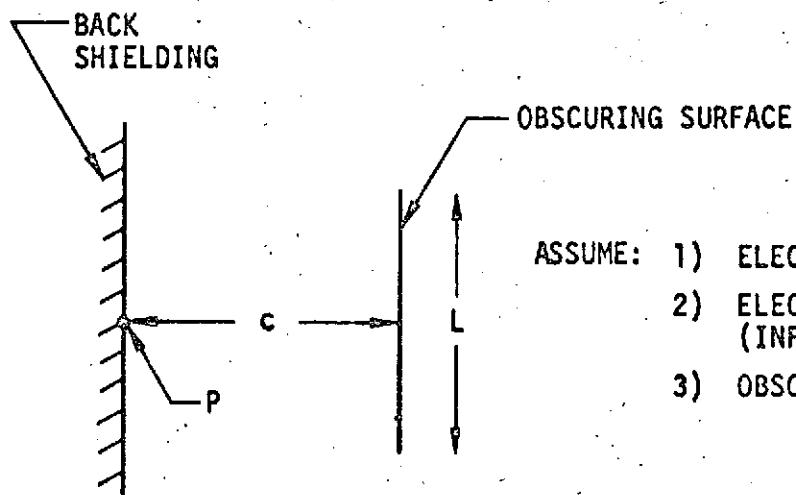 BACK
SHIELDING
OBSCURING SURFACE
ASSUME: 1)
2)
3)
c
L
P